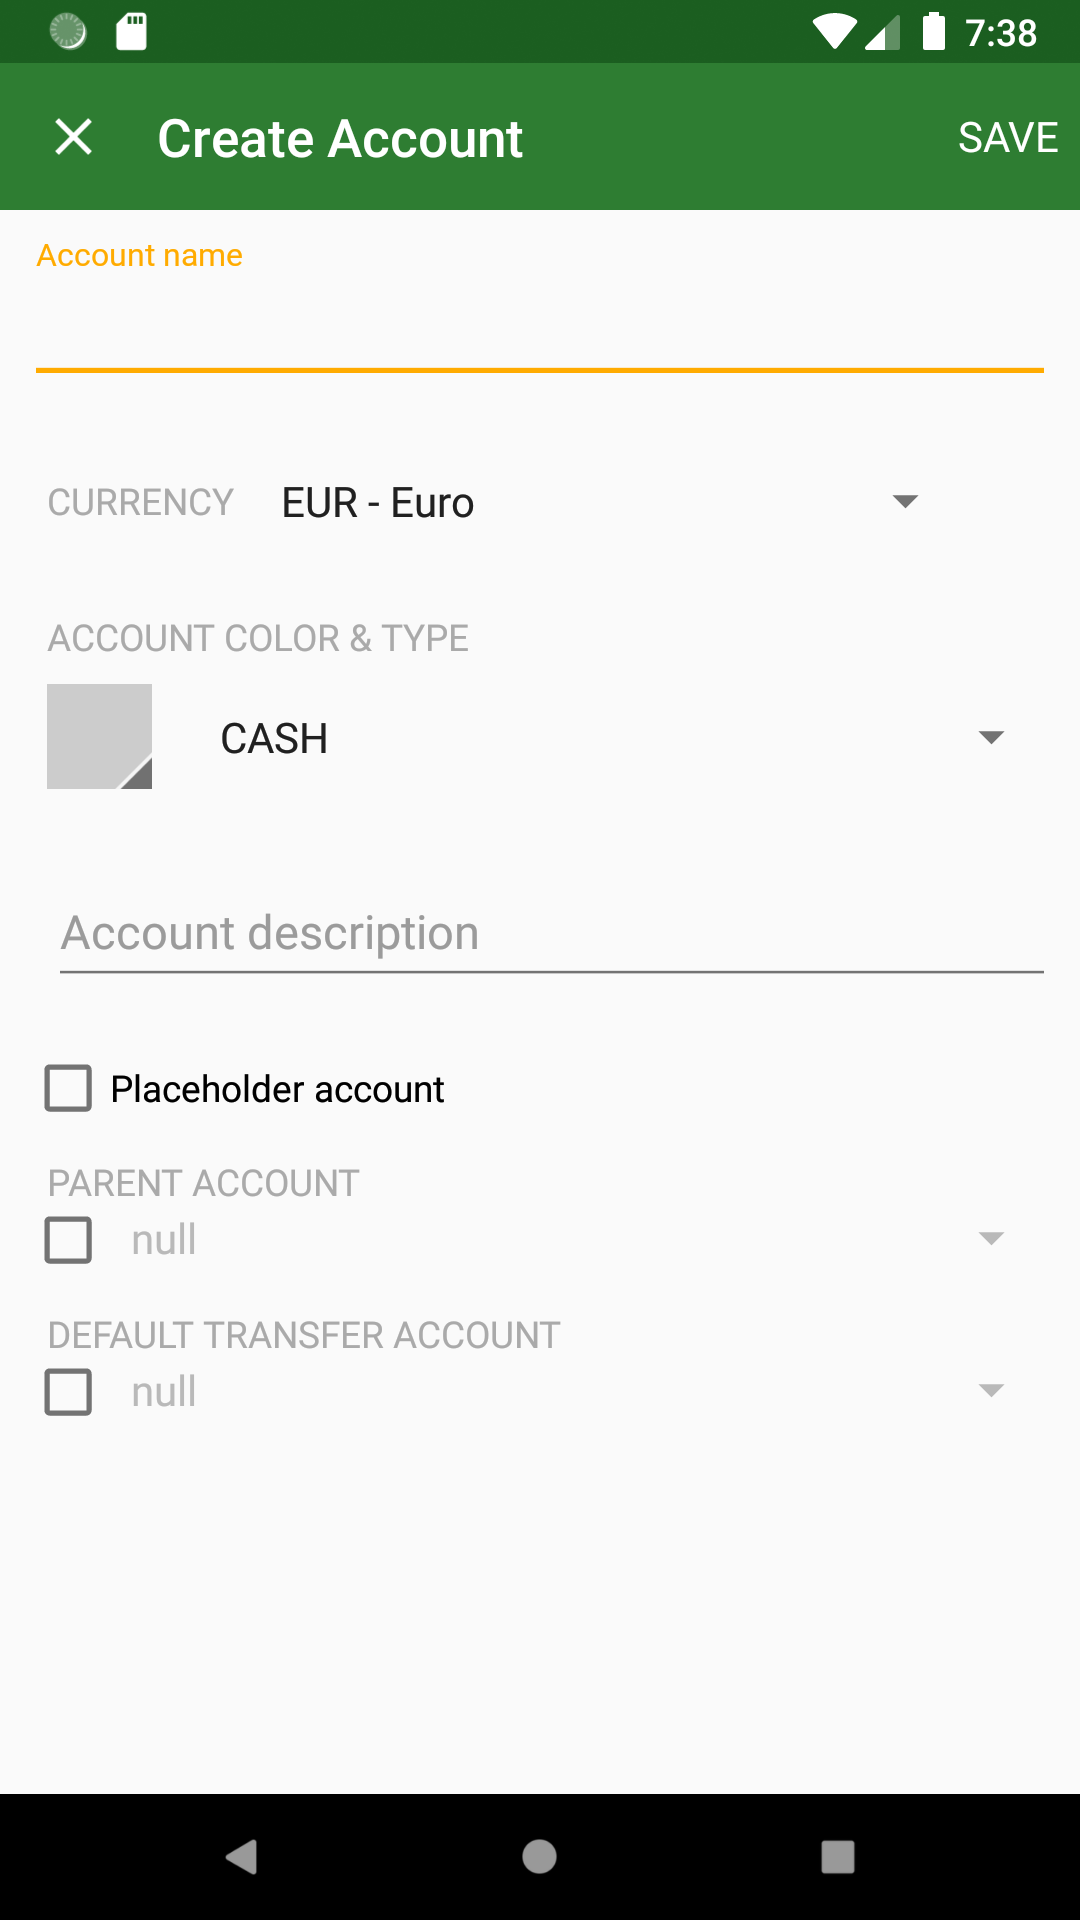 7:38
Create Account
SAVE
Account name
CURRENCY
EUR - Euro
ACCOUNT COLOR & TYPE
CASH
Account description
Placeholder account
PARENT ACCOUNT
null
DEFAULT TRANSFER ACCOUNT
null